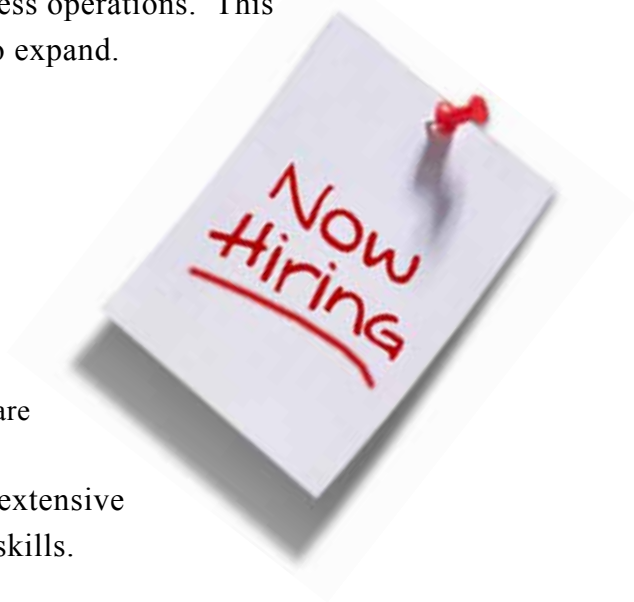 ess operations. This
o expand.
Now
Hiring
are
extensive
skills.